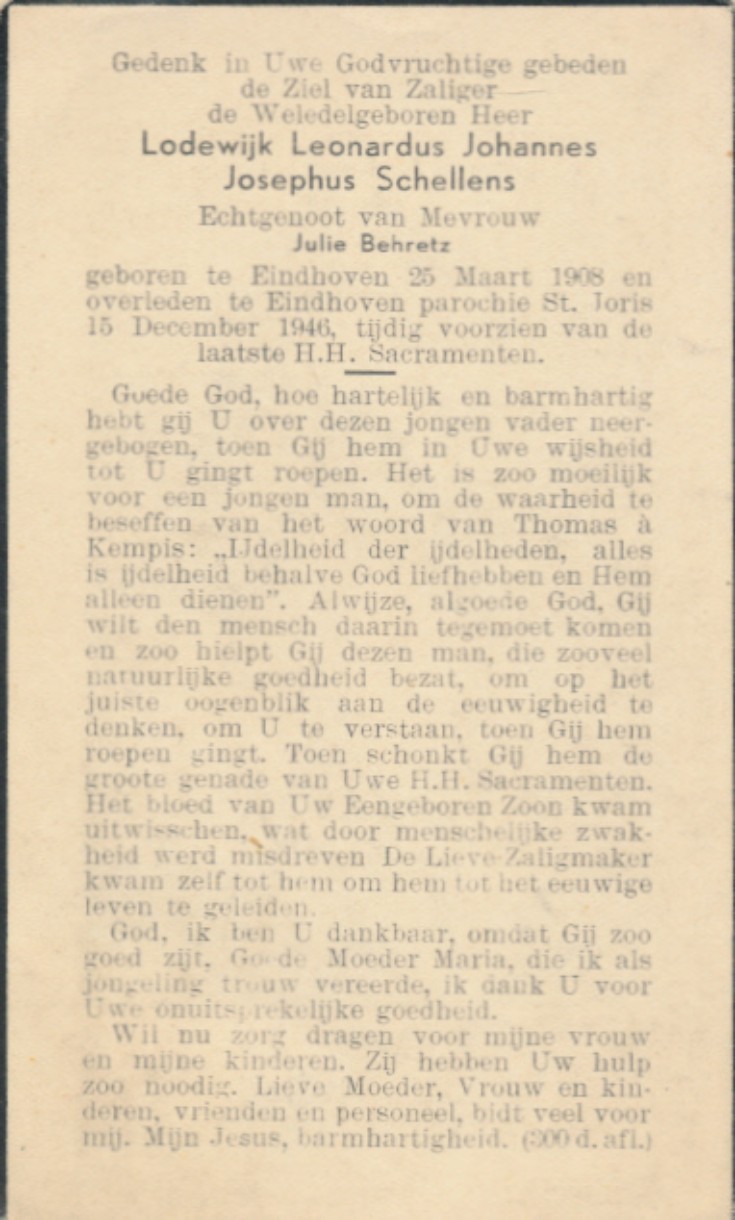 Gedenk in Uwe Godvruchtige gebeden
de Ziel van Zaliger
de Weledelgeboren Heer
Lodewijk Leonardus Johannes
Josephus Schellens
Echtgenoot van Mevrouw
Julie Behretz
geboren te Eindhoven 25 Maart 1908 en
overleden te Eindhoven parochie St. Joris
15 December 1946, tijdig voorzien van de
laatste H.H. Sacramenten.
Goede God, hoe hartelijk en barmhartig
hebt gij U over dezen jongen vader neer-
gebogen, toen Gij hem in Uwe wijsheid
tot U gingt roepen. Het is zoo moeilijk
voor een jongen man, om de waarheid te
beseffen van het woord van Thomas à
Kempis: „IJdelheid der ijdelheden, alles
is ijdelheid behalve God liefhebben en Hem
alleen dienen”. Alwijze, algoede God, Gij
wilt den mensch daarin tegemoet komen
en zoo hielpt Gij dezen man, die zooveel
natuurlijke goedheid bezat, om op het
juiste oogenblik aan de eeuwigheid te
denken, om U te verstaan, toen Gij hem
roepen gingt. Toen schonkt Gij hem de
groote genade van Uwe H.H. Sacramenten.
Het bloed van Uw Eengeboren Zoon kwam
uitwisschen, wat door menschelijke zwak-
heid werd misdreven De Lieve Zaligmaker
kwam zelf tot hem om hem tot het eeuwige
leven te geleiden.
God, ik ben U dankbaar, omdat Gij zoo
goed zijt. Goede Moeder Maria, die ik als
jongeling trouw vereerde, ik dank U voor
Uwe onuitsprekelijke goedheid.
Wil nu zorg dragen voor mijne vrouw
en mijne kinderen. Zij hebben Uw hulp
zoo noodig. Lieve Moeder, Vrouw en kin-
deren, vrienden en personeel, bidt veel voor
mij. Mijn Jesus, barmhartigheid. (300 d. afl.)